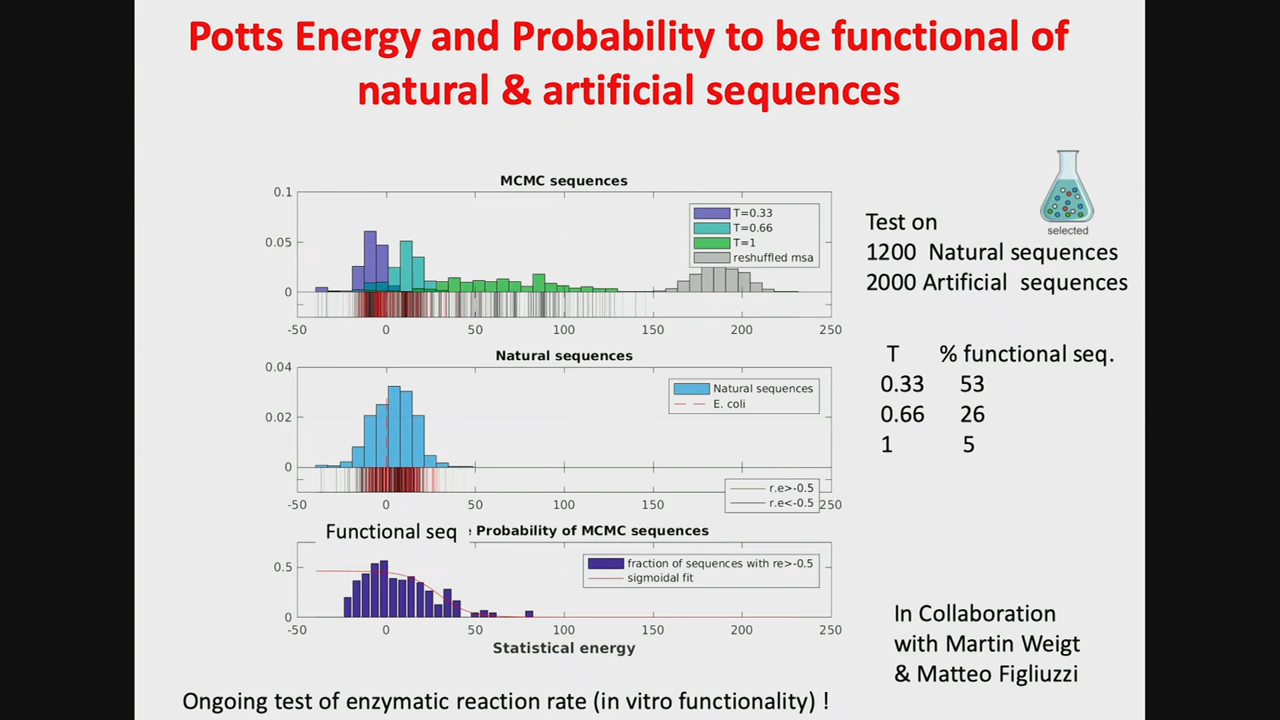 Potts Energy and Probability to be functional of
natural & artificial sequences
MCMC sequences
0.1
0.05
0
T=0.33
T=0.66
T=1
reshuffled msa
-50 0 50 100 150 200 250
Natural sequences
0.04
0.02
0
Natural sequences
E. coli
r.e>-0.5
r.e<-0.5
-50 0 50 100 150 200 250
Functional seq e Probability of MCMC sequences
0.5
0
fraction of sequences with re>-0.5
sigmoidal fit
-50 0 50 100 150 200 250
Statistical energy
selected
Test on
1200 Natural sequences
2000 Artificial sequences
T % functional seq.
0.33 53
0.66 26
1 5
In Collaboration
with Martin Weigt
& Matteo Figliuzzi
Ongoing test of enzymatic reaction rate (in vitro functionality) !